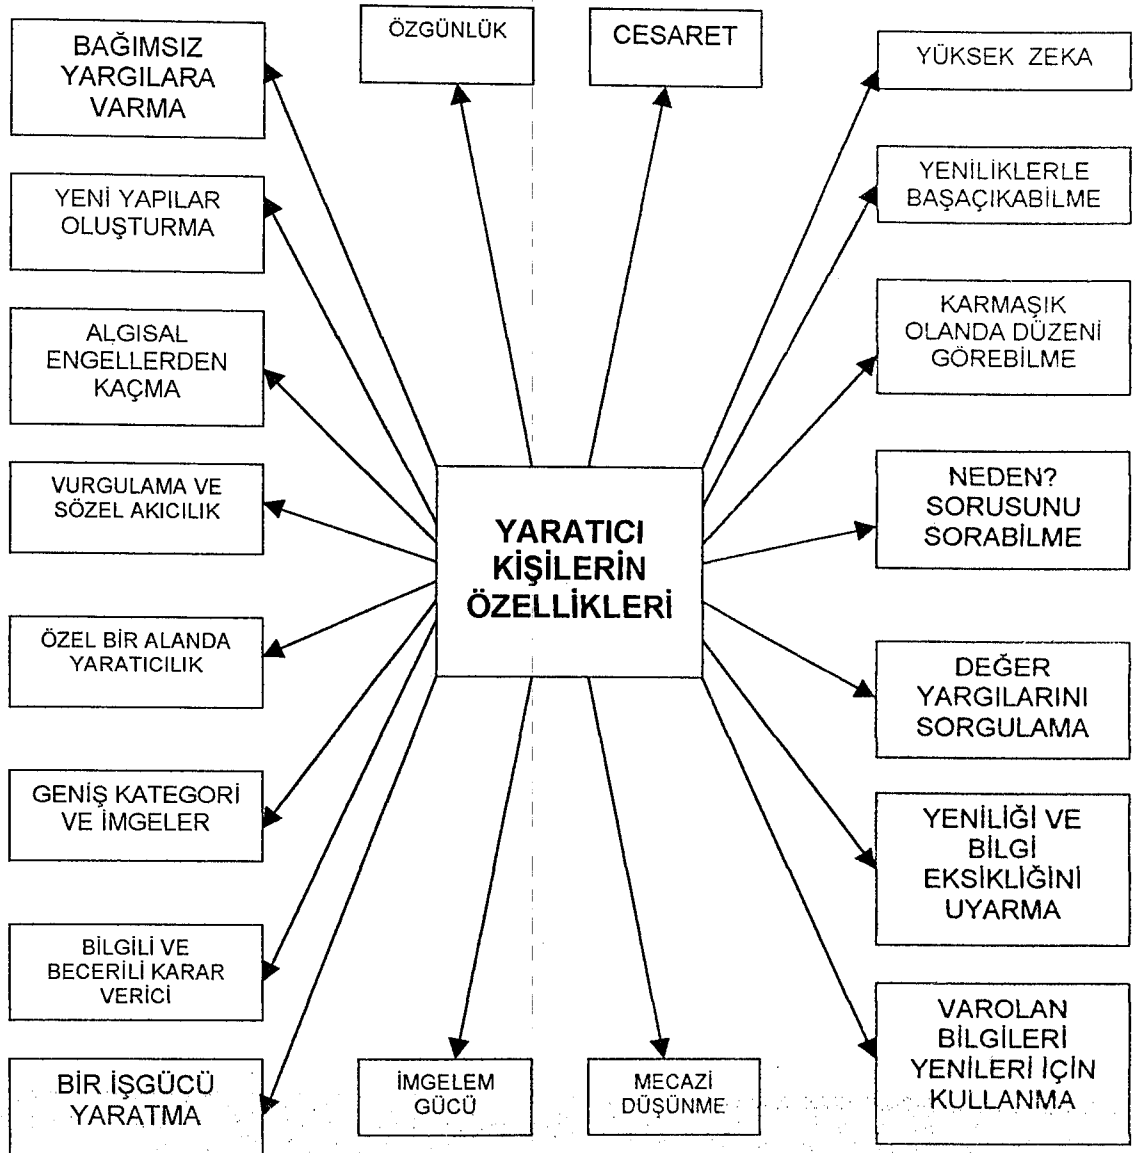 BAĞIMSIZ
YARGILARA
VARMA
ÖZGÜNLÜK
CESARET
YÜKSEK ZEKA
YENİ YAPILAR
OLUŞTURMA
YENİLİKLERLE
BAŞAÇIKABİLME
ALGISAL
ENGELLERDEN
KAÇMA
KARMAŞIK
OLANDA DÜZENİ
GÖREBİLME
VURGULAMA VE
SÖZEL AKICILIK
YARATICI
KİŞİLERİN
ÖZELLİKLERİ
NEDEN?
SORUSUNU
SORABİLME
ÖZEL BİR ALANDA
YARATICILIK
DEĞER
YARGILARINI
SORGULAMA
GENİŞ KATEGORİ
VE İMGELER
YENİLİĞİ VE
BİLGİ
EKSİKLİĞİNİ
UYARMA
BİLGİLİ VE
BECERİLİ KARAR
VERİCİ
BİR İŞGÜCÜ
YARATMA
İMGELEM
GÜCÜ
MECAZİ
DÜŞÜNME
VAROLAN
BİLGİLERİ
YENİLERİ İÇİN
KULLANMA